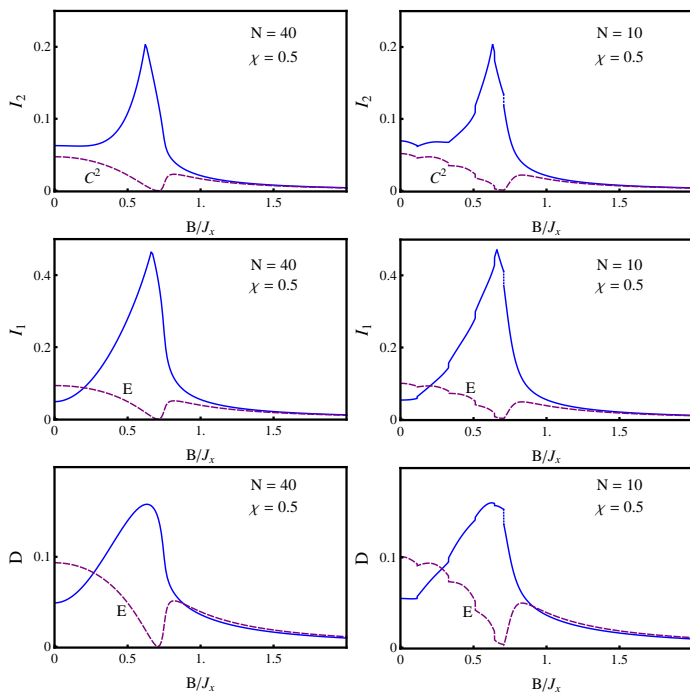 N = 40
χ = 0.5
I₂
0.2
0.1
0
C²
0
0.5
1.
1.5
B/Jₓ
N = 10
χ = 0.5
I₂
0.2
0.1
0
C²
0
0.5
1.
1.5
B/Jₓ
N = 40
χ = 0.5
I₁
0.4
0.2
0
E
0
0.5
1.
1.5
B/Jₓ
N = 10
χ = 0.5
I₁
0.4
0.2
0
E
0
0.5
1.
1.5
B/Jₓ
N = 40
χ = 0.5
D
0.1
0
E
0
0.5
1.
1.5
B/Jₓ
N = 10
χ = 0.5
D
0.1
0
E
0
0.5
1.
1.5
B/Jₓ